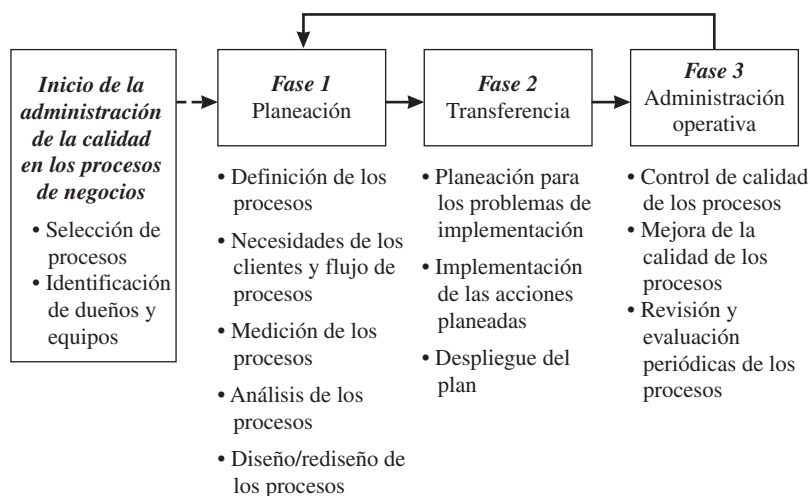 Inicio de la
administración
de la calidad
en los procesos
de negocios
• Selección de
procesos
• Identificación
de dueños y
equipos
Fase 1
Planeación
• Definición de los
procesos
• Necesidades de los
clientes y flujo de
procesos
• Medición de los
procesos
• Análisis de los
procesos
• Diseño/rediseño de
los procesos
Fase 2
Transferencia
• Planeación para
los problemas de
implementación
• Implementación
de las acciones
planeadas
• Despliegue del
plan
Fase 3
Administración
operativa
• Control de calidad
de los procesos
• Mejora de la
calidad de los
procesos
• Revisión y
evaluación
periódicas de los
procesos